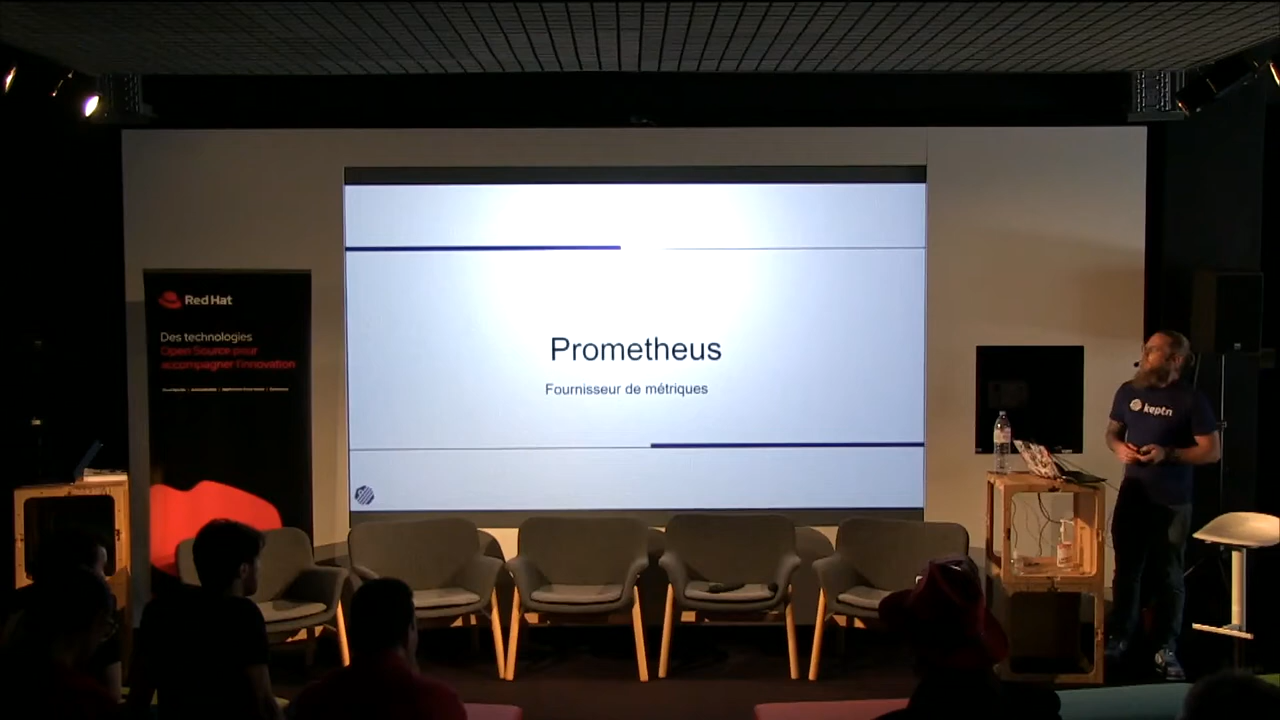 Prometheus
Fournisseur de métriques
Red Hat
Des technologies
Open Source pour
accompagner l'innovation
keptn